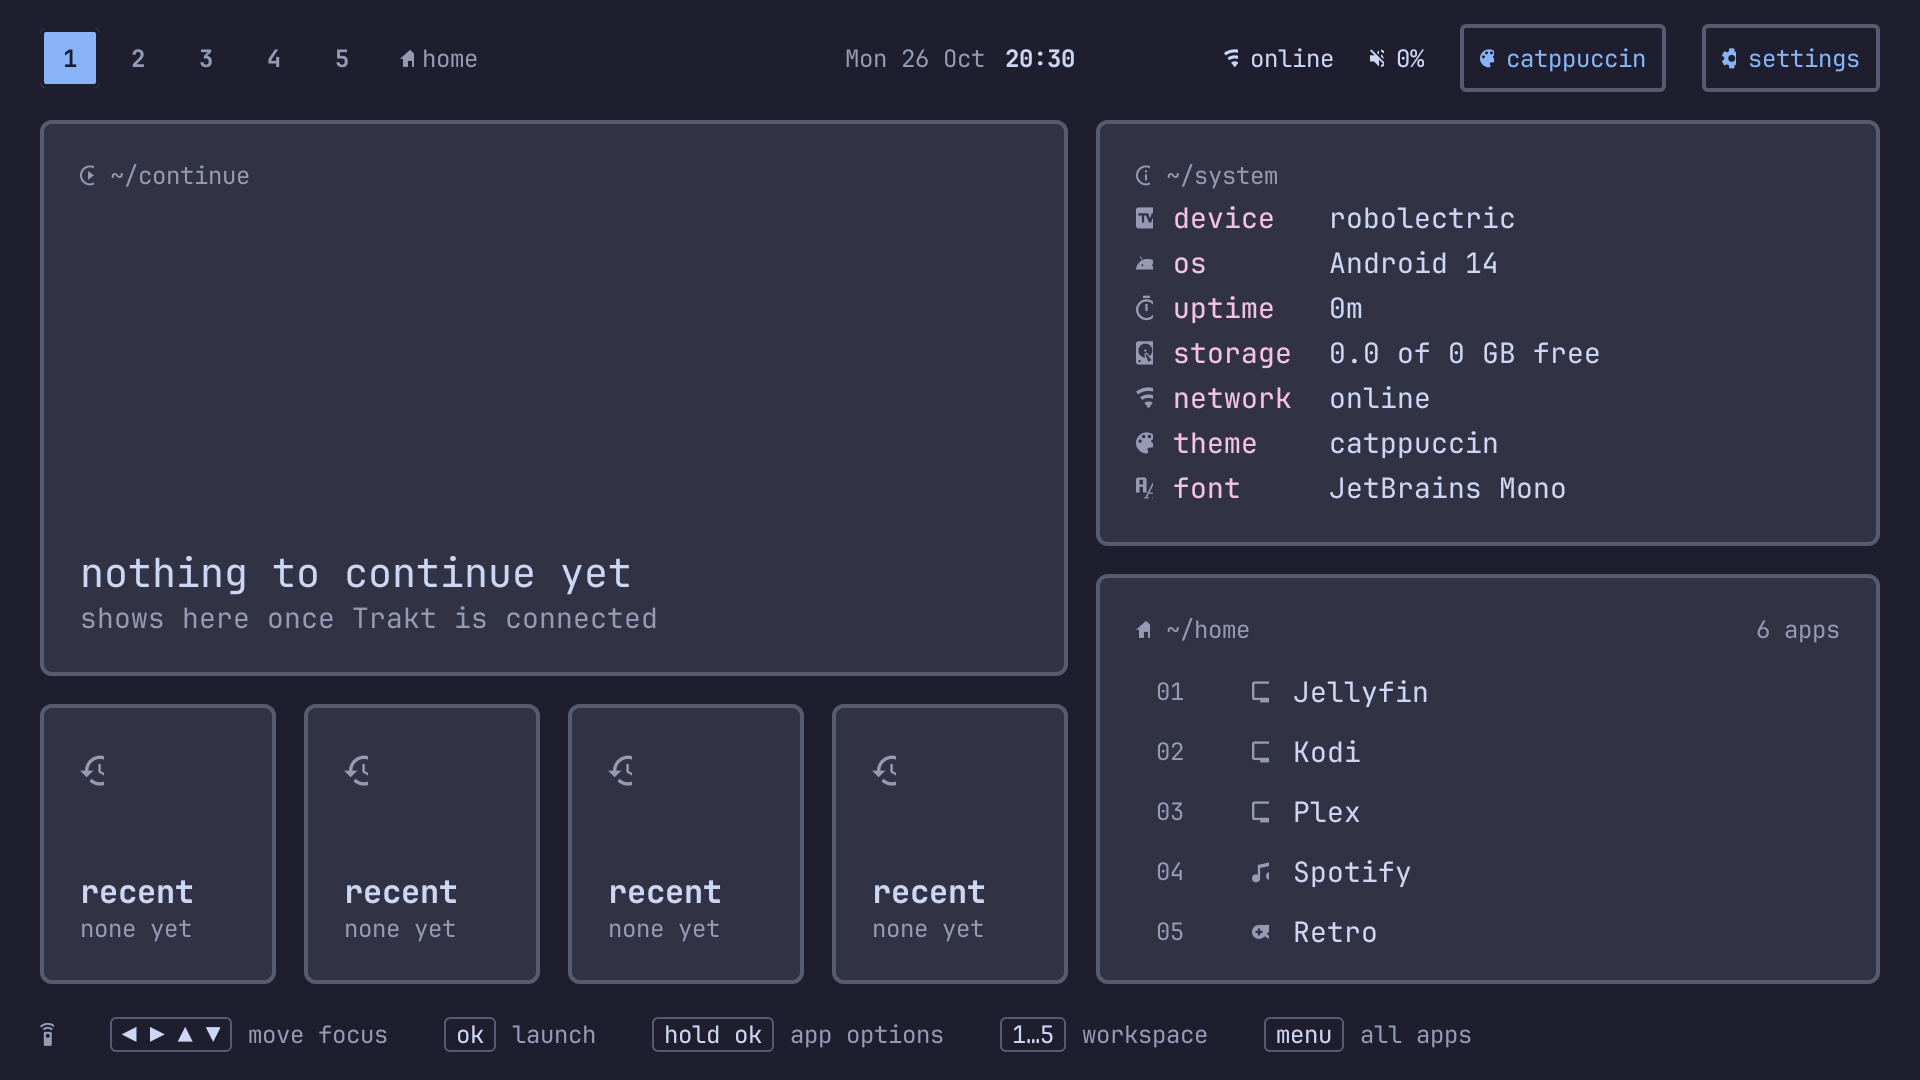 1 2 3 4 5 home
Mon 26 Oct 20:30
online 0% catppuccin settings
~/continue
nothing to continue yet
shows here once Trakt is connected
recent
none yet
recent
none yet
recent
none yet
recent
none yet
~/system
device robolectric
os Android 14
uptime 0m
storage 0.0 of 0 GB free
network online
theme catppuccin
font JetBrains Mono
~/home 6 apps
01 Jellyfin
02 Kodi
03 Plex
04 Spotify
05 Retro
◀ ▶ ▲ ▼ move focus ok launch hold ok app options 1…5 workspace menu all apps